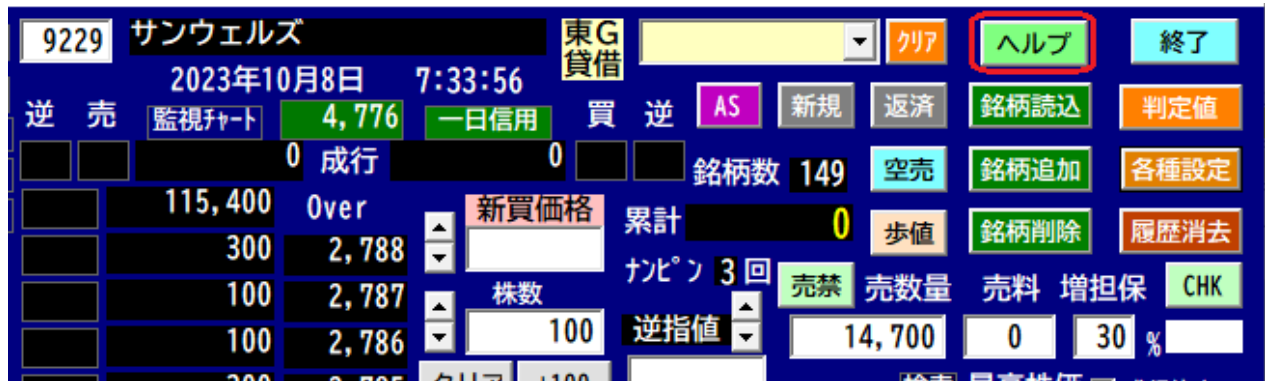 9229 サンウェルズ 東G クリア ヘルプ 終了
貸借
2023年10月8日 7:33:56
逆 売 監視ﾁｬｰﾄ 4,776 一日信用 買 逆 AS 新規 返済 銘柄読込 判定値
0 成行 0 銘柄数 149 空売 銘柄追加 各種設定
115,400 Over 新買価格 累計 0 歩値 銘柄削除 履歴消去
300 2,788 ﾅﾝﾋﾟﾝ 3 回 売禁 売数量 売料 増担保 CHK
100 2,787 株数
100 2,786 100 逆指値 14,700 0 30 %